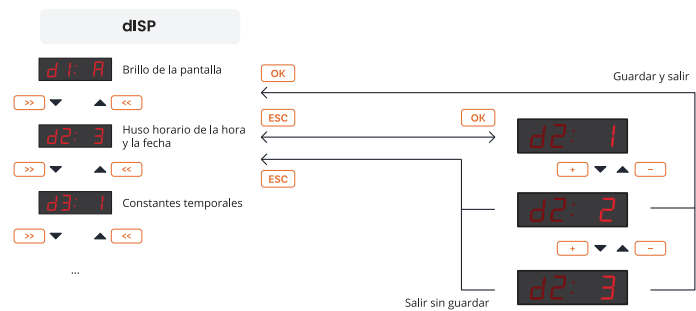 dISP
d1: A
Brillo de la pantalla
OK
Guardar y salir
>>
<<
ESC
OK
d2: 3
Huso horario de la hora
y la fecha
d2: 1
>>
<<
ESC
+
−
d3: 1
Constantes temporales
d2: 2
>>
<<
+
−
...
d2: 3
Salir sin guardar